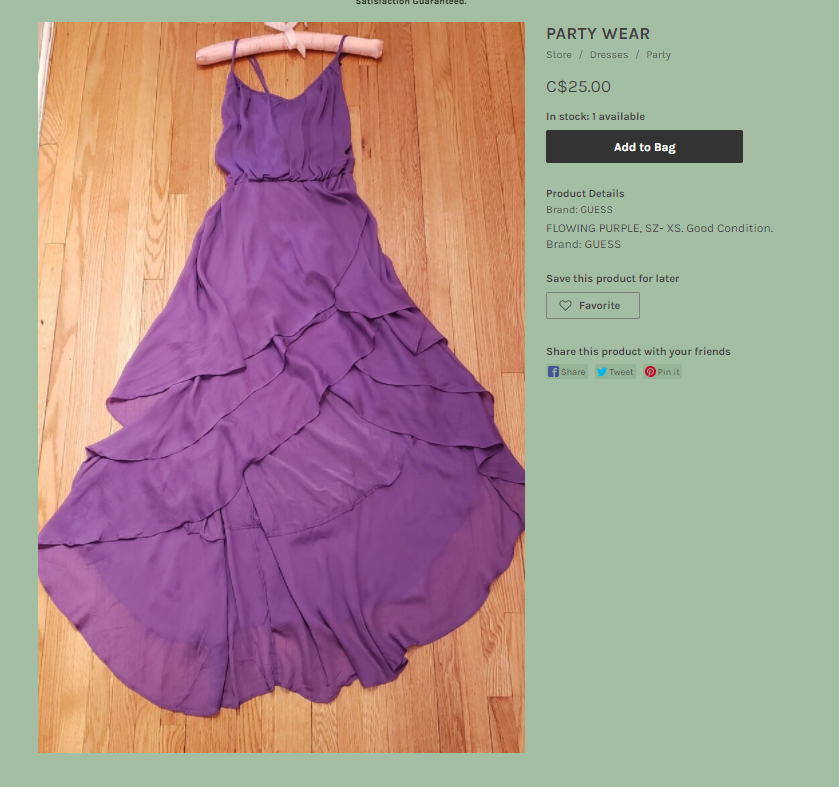 Satisfaction Guaranteed.
PARTY WEAR
Store / Dresses / Party
C$25.00
In stock: 1 available
Add to Bag
Product Details
Brand: GUESS
FLOWING PURPLE, SZ- XS. Good Condition.
Brand: GUESS
Save this product for later
Favorite
Share this product with your friends
Share Tweet Pin it